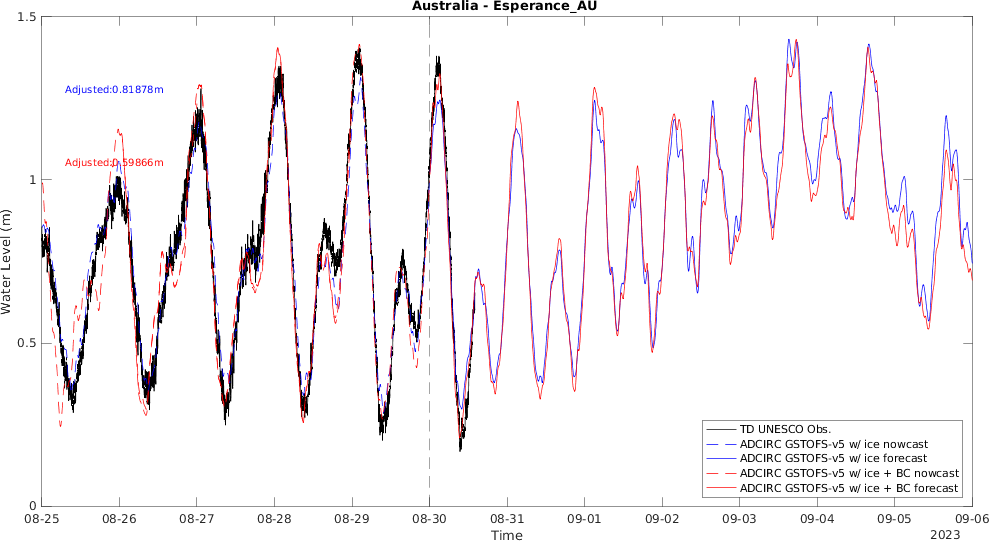 Australia - Esperance_AU
1.5
Adjusted:0.81878m
Adjusted:0.59866m
1
Water Level (m)
0.5
TD UNESCO Obs.
ADCIRC GSTOFS-v5 w/ ice nowcast
ADCIRC GSTOFS-v5 w/ ice forecast
ADCIRC GSTOFS-v5 w/ ice + BC nowcast
ADCIRC GSTOFS-v5 w/ ice + BC forecast
0
08-25 08-26 08-27 08-28 08-29 08-30 08-31 09-01 09-02 09-03 09-04 09-05 09-06
Time
2023